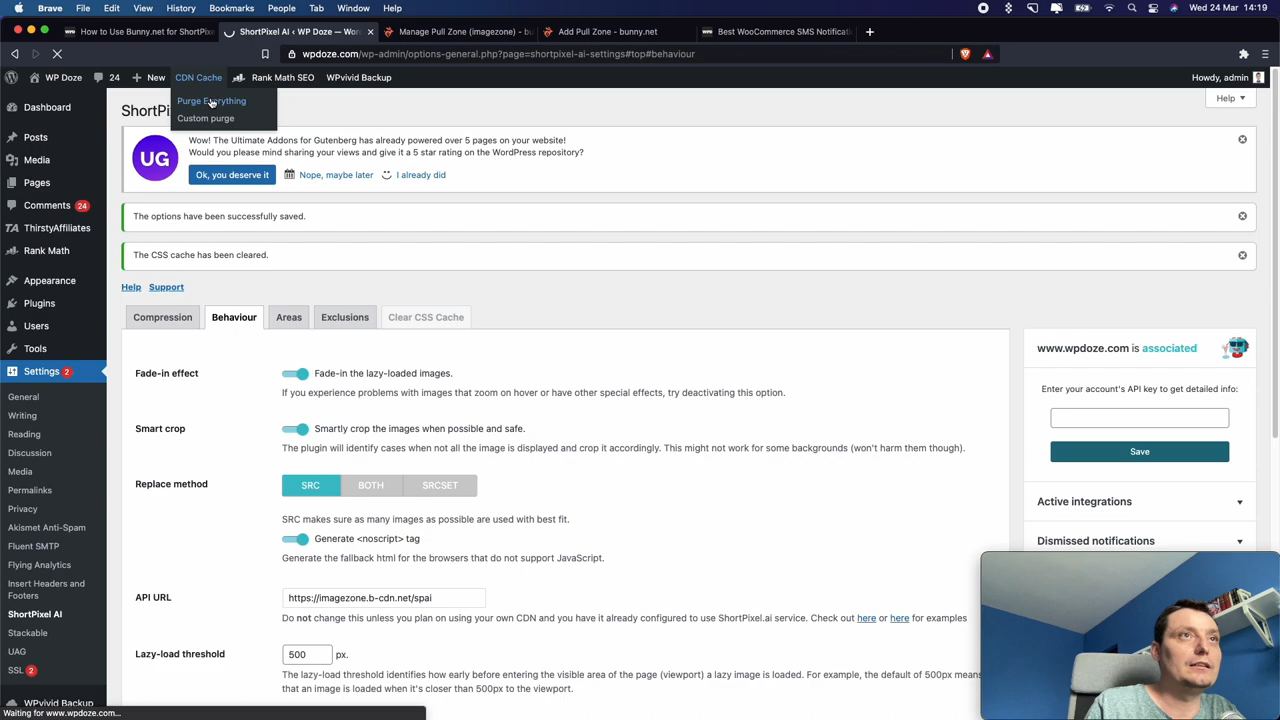 Brave File Edit View History Bookmarks People Tab Window Help Wed 24 Mar 14:19
How to Use Bunny.net for ShortPix ShortPixel AI ‹ WP Doze — Wor Manage Pull Zone (imagezone) - bu Add Pull Zone - bunny.net Best WooCommerce SMS Notificati
wpdoze.com/wp-admin/options-general.php?page=shortpixel-ai-settings#top#behaviour
WP Doze 24 New CDN Cache Rank Math SEO WPvivid Backup Howdy, admin
Purge Everything
Custom purge
Help
Dashboard
Posts
Media
Pages
Comments 24
ThirstyAffiliates
Rank Math
Appearance
Plugins
Users
Tools
Settings 2
General
Writing
Reading
Discussion
Media
Permalinks
Privacy
Akismet Anti-Spam
Fluent SMTP
Flying Analytics
Insert Headers and
Footers
ShortPixel AI
Stackable
UAG
SSL 2
WPvivid Backup
ShortPi
UG
Wow! The Ultimate Addons for Gutenberg has already powered over 5 pages on your website!
Would you please mind sharing your views and give it a 5 star rating on the WordPress repository?
Ok, you deserve it Nope, maybe later I already did
The options have been successfully saved.
The CSS cache has been cleared.
Help Support
Compression Behaviour Areas Exclusions Clear CSS Cache
Fade-in effect Fade-in the lazy-loaded images.
If you experience problems with images that zoom on hover or have other special effects, try deactivating this option.
Smart crop Smartly crop the images when possible and safe.
The plugin will identify cases when not all the image is displayed and crop it accordingly. This might not work for some backgrounds (won't harm them though).
Replace method SRC BOTH SRCSET
SRC makes sure as many images as possible are used with best fit.
Generate <noscript> tag
Generate the fallback html for the browsers that do not support JavaScript.
API URL https://imagezone.b-cdn.net/spai
Do not change this unless you plan on using your own CDN and you have it already configured to use ShortPixel.ai service. Check out here or here for examples
Lazy-load threshold 500 px.
The lazy-load threshold identifies how early before entering the visible area of the page (viewport) a lazy image is loaded. For example, the default of 500px means
that an image is loaded when it's closer than 500px to the viewport.
www.wpdoze.com is associated
Enter your account's API key to get detailed info:
Save
Active integrations
Dismissed notifications
Waiting for www.wpdoze.com...